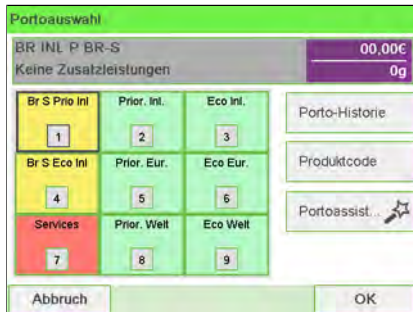 Portoauswahl
BR INL P BR-S
00,00€
Keine Zusatzleistungen
0g
Br S Prio Inl
Prior. Inl.
Eco Inl.
1
2
3
Porto-Historie
Br S Eco Inl
Prior. Eur.
Eco Eur.
4
5
6
Produktcode
Services
Prior. Welt
Eco Welt
7
8
9
Portoassist...
Abbruch
OK